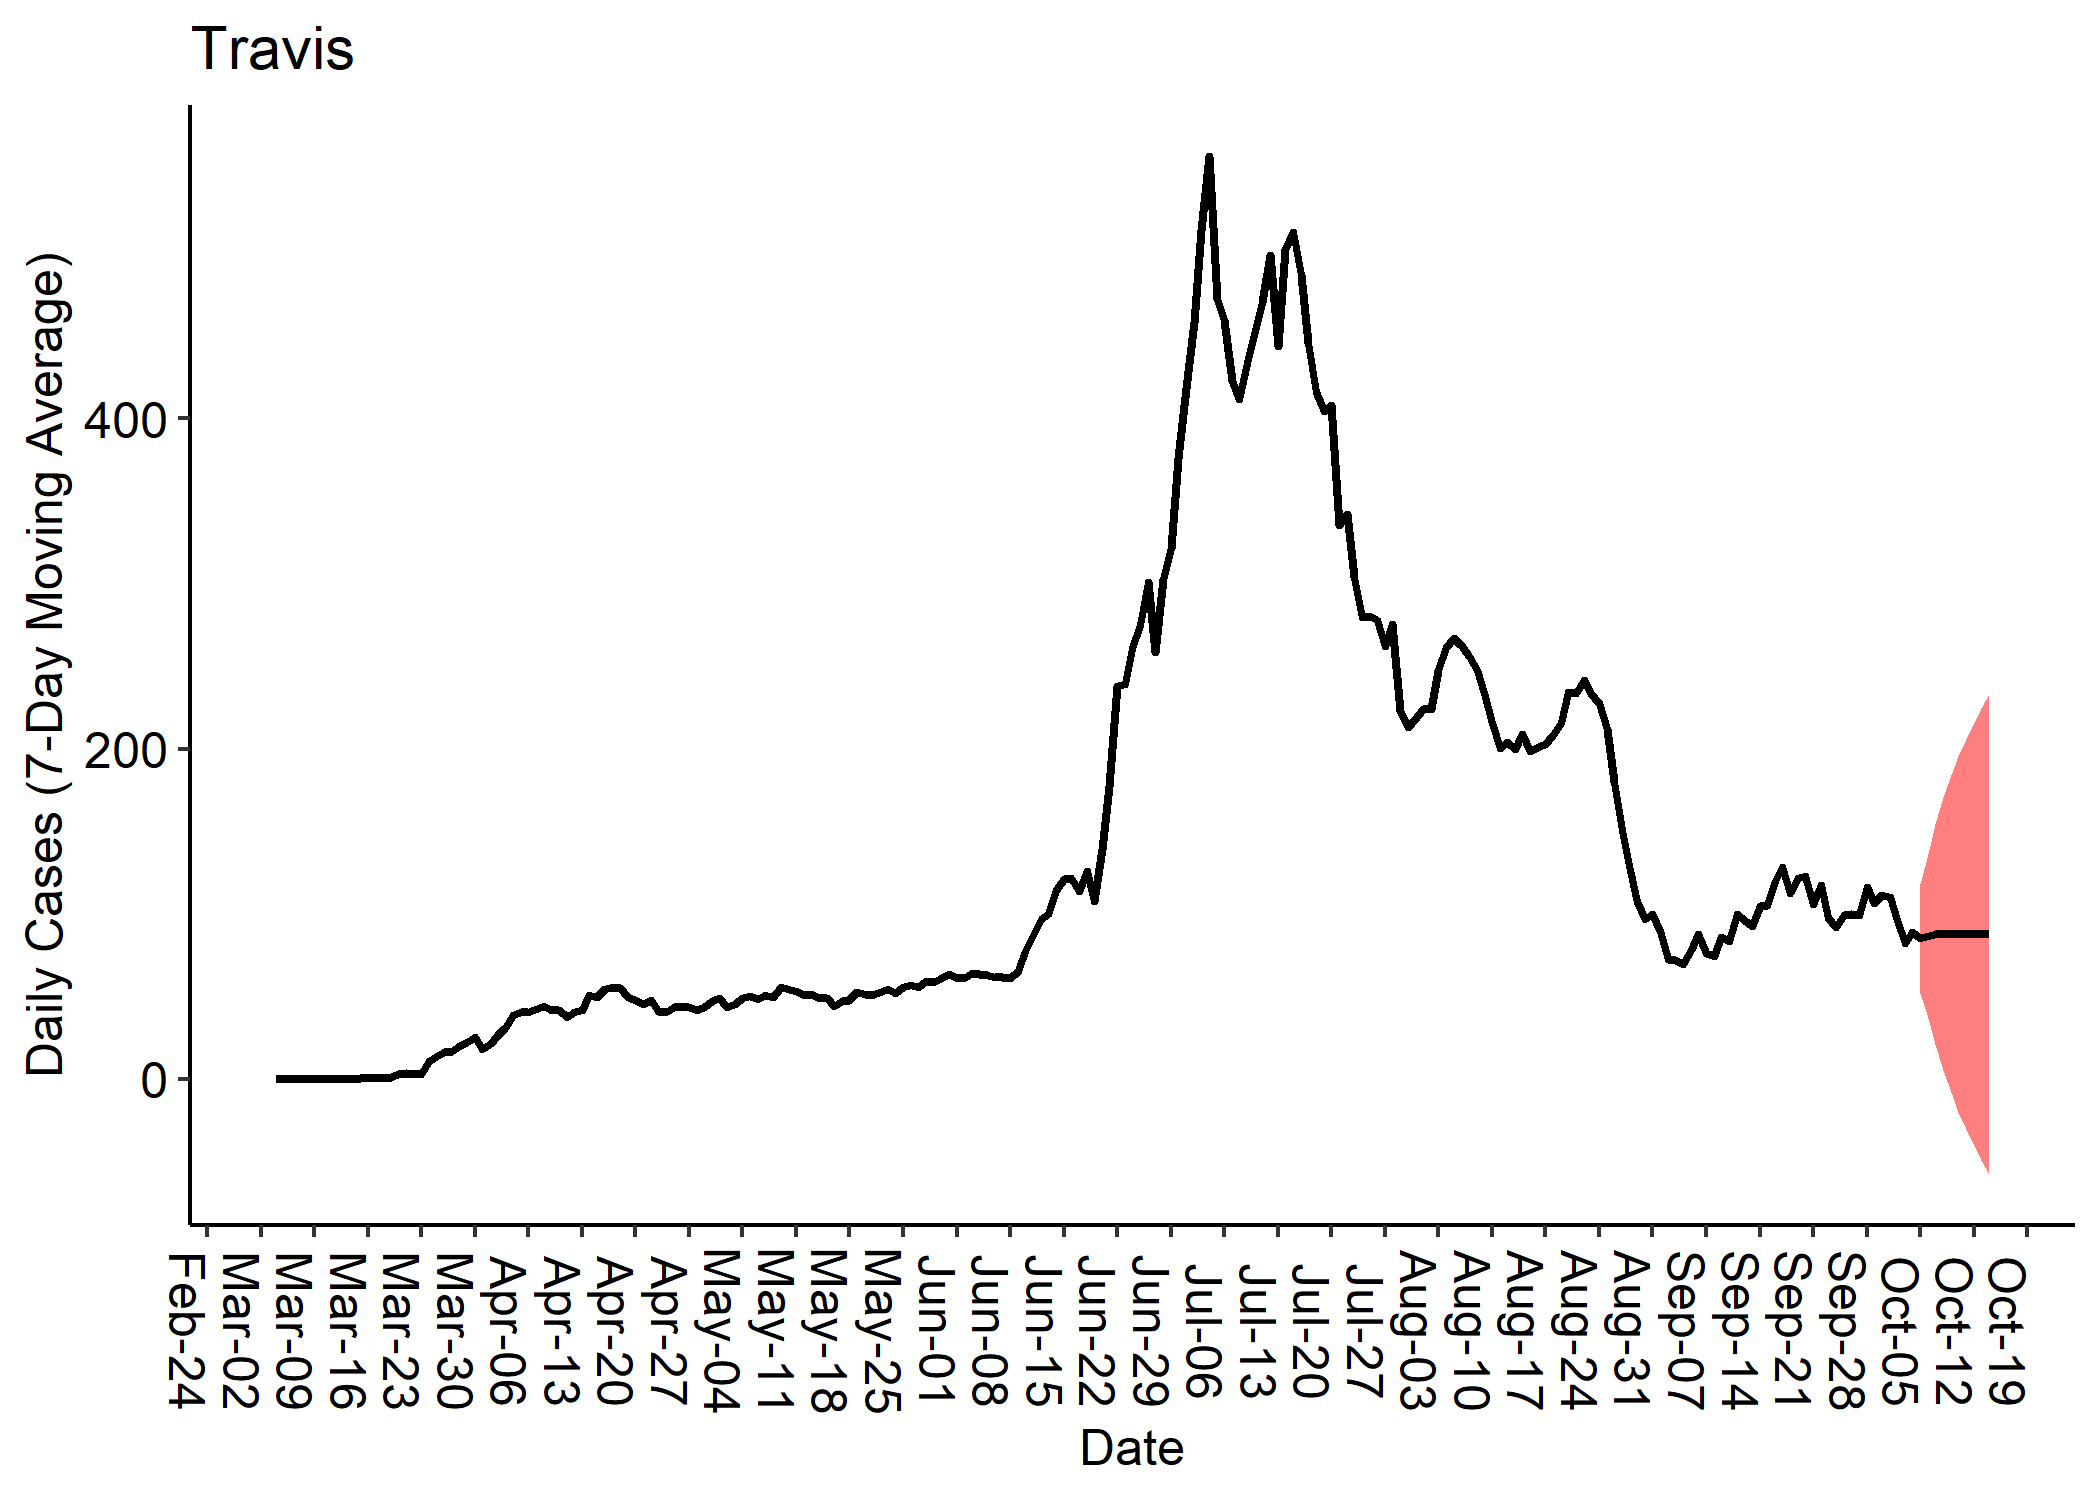 Travis
Daily Cases (7-Day Moving Average)
400
200
0
Feb-24
Mar-02
Mar-09
Mar-16
Mar-23
Mar-30
Apr-06
Apr-13
Apr-20
Apr-27
May-04
May-11
May-18
May-25
Jun-01
Jun-08
Jun-15
Jun-22
Jun-29
Jul-06
Jul-13
Jul-20
Jul-27
Aug-03
Aug-10
Aug-17
Aug-24
Aug-31
Sep-07
Sep-14
Sep-21
Sep-28
Oct-05
Oct-12
Oct-19
Date